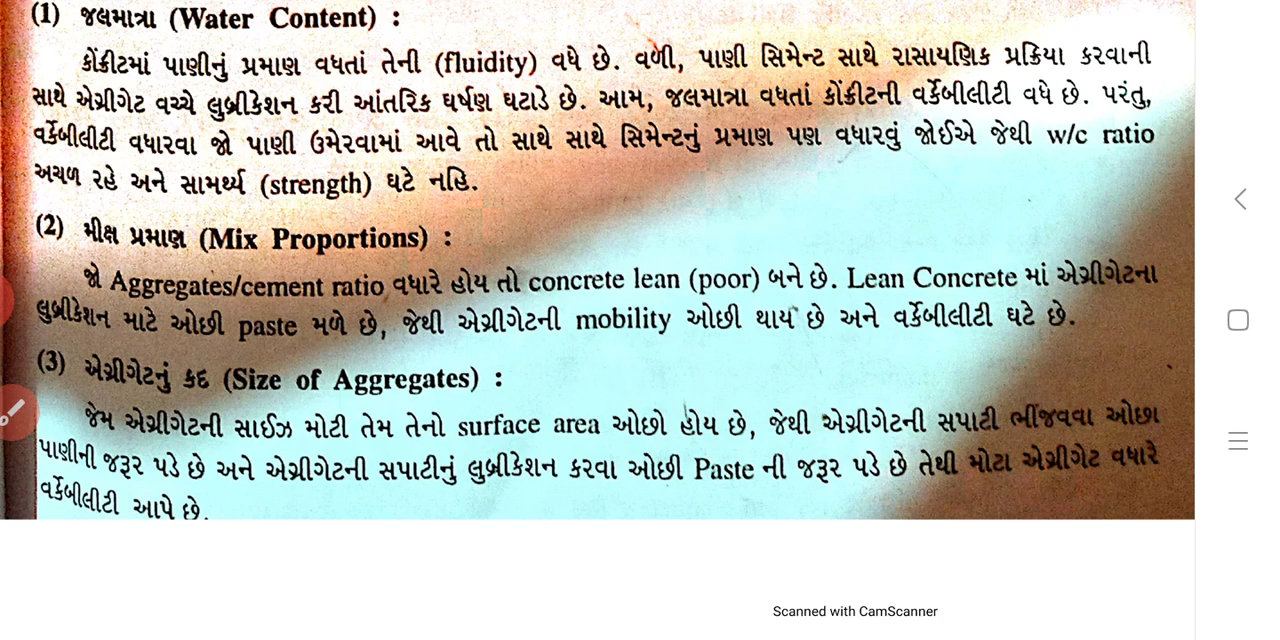 (1) જલમાત્રા (Water Content) :
કોંક્રીટમાં પાણીનું પ્રમાણ વધતાં તેની (fluidity) વધે છે. વળી, પાણી સિમેન્ટ સાથે રાસાયણિક પ્રક્રિયા કરવાની
સાથે એગ્રીગેટ વચ્ચે લુબ્રીકેશન કરી આંતરિક ઘર્ષણ ઘટાડે છે. આમ, જલમાત્રા વધતાં કોંક્રીટની વર્કેબીલીટી વધે છે. પરંતુ,
વર્કેબીલીટી વધારવા જો પાણી ઉમેરવામાં આવે તો સાથે સાથે સિમેન્ટનું પ્રમાણ પણ વધારવું જોઈએ જેથી w/c ratio
અચળ રહે અને સામર્થ્ય (strength) ઘટે નહિ.
(2) મીક્ષ પ્રમાણ (Mix Proportions) :
જો Aggregates/cement ratio વધારે હોય તો concrete lean (poor) બને છે. Lean Concrete માં એગ્રીગેટના
લુબ્રીકેશન માટે ઓછી paste મળે છે, જેથી એગ્રીગેટની mobility ઓછી થાય છે અને વર્કેબીલીટી ઘટે છે.
(3) એગ્રીગેટનું કદ (Size of Aggregates) :
જેમ એગ્રીગેટની સાઈઝ મોટી તેમ તેનો surface area ઓછો હોય છે, જેથી એગ્રીગેટની સપાટી ભીંજવવા ઓછા
પાણીની જરૂર પડે છે અને એગ્રીગેટની સપાટીનું લુબ્રીકેશન કરવા ઓછી Paste ની જરૂર પડે છે તેથી મોટા એગ્રીગેટ વધારે
વર્કેબીલીટી આપે છે.
Scanned with CamScanner